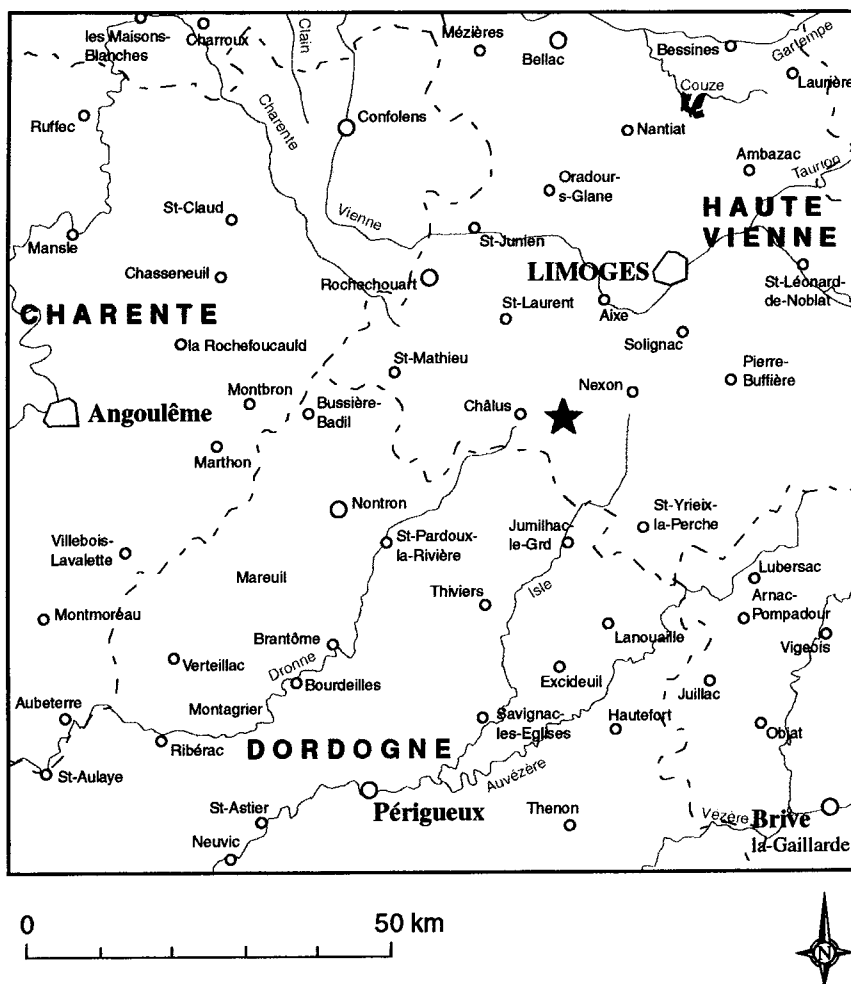 les Maisons-
Blanches
Charroux
Clain
Mézières
Bellac
Bessines
Gartempe
Laurière
Couze
Ruffec
Charente
Confolens
Nantiat
Ambazac
Taurion
Oradour-
s-Glane
St-Claud
Vienne
HAUTE
VIENNE
Mansle
St-Junien
Chasseneuil
Rochechouart
LIMOGES
St-Léonard-
de-Noblat
CHARENTE
St-Laurent
Aixe
Solignac
la Rochefoucauld
St-Mathieu
Pierre-
Buffière
Montbron
Bussière-
Badil
Nexon
Châlus
Angoulême
Marthon
Nontron
St-Yrieix-
la-Perche
Villebois-
Lavalette
St-Pardoux-
la-Rivière
Jumilhac-
le-Grd
Lubersac
Mareuil
Thiviers
Isle
Arnac-
Pompadour
Montmoreau
Lanouaille
Vigeois
Brantôme
Verteillac
Dronne
Bourdeilles
Excideuil
Juillac
Aubeterre
Montagrier
Savignac-
les-Eglises
Hautefort
Objat
Ribérac
DORDOGNE
St-Aulaye
Auvézère
St-Astier
Périgueux
Thenon
Vézère
Brive
la-Gaillarde
Neuvic
0 50 km
N